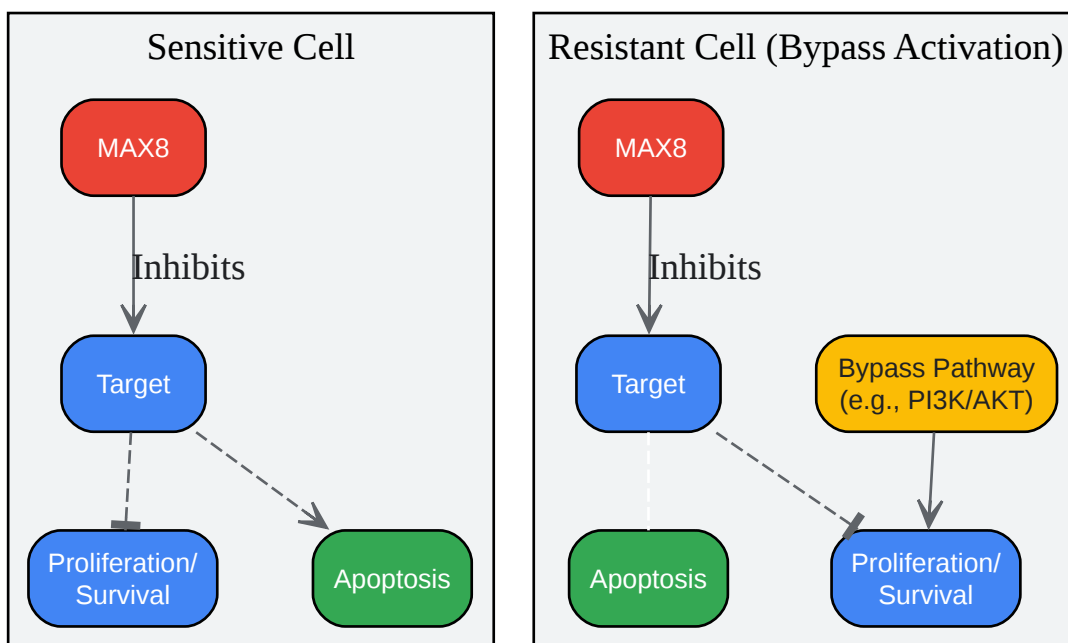 Sensitive Cell
MAX8
Inhibits
Target
Proliferation/
Survival
Apoptosis
Resistant Cell (Bypass Activation)
MAX8
Inhibits
Target
Bypass Pathway
(e.g., PI3K/AKT)
Apoptosis
Proliferation/
Survival